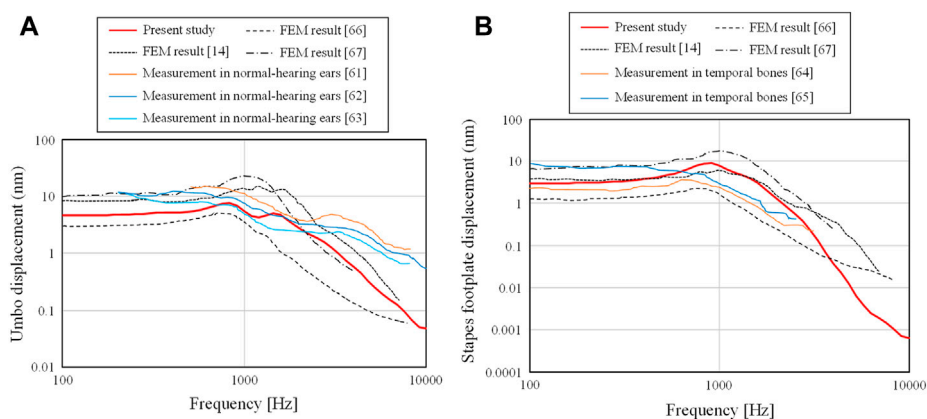 A
Present study
FEM result [66]
FEM result [14]
FEM result [67]
Measurement in normal-hearing ears [61]
Measurement in normal-hearing ears [62]
Measurement in normal-hearing ears [63]
Umbo displacement (nm)
100
10
1
0.1
0.01
100
1000
10000
Frequency [Hz]
B
Present study
FEM result [66]
FEM result [14]
FEM result [67]
Measurement in temporal bones [64]
Measurement in temporal bones [65]
Stapes footplate displacement (nm)
100
10
1
0.1
0.01
0.001
0.0001
100
1000
10000
Frequency [Hz]